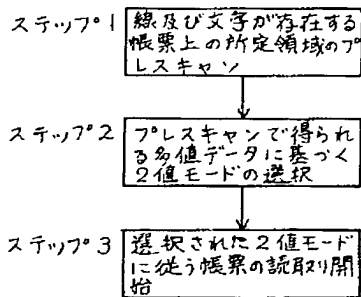 ステップ1
線及び文字が存在する
帳票上の所定領域のプ
レスキャン
ステップ2
プレスキャンで得られ
る多値データに基づく
2値モードの選択
ステップ3
選択された2値モード
に従う帳票の読取り開
始